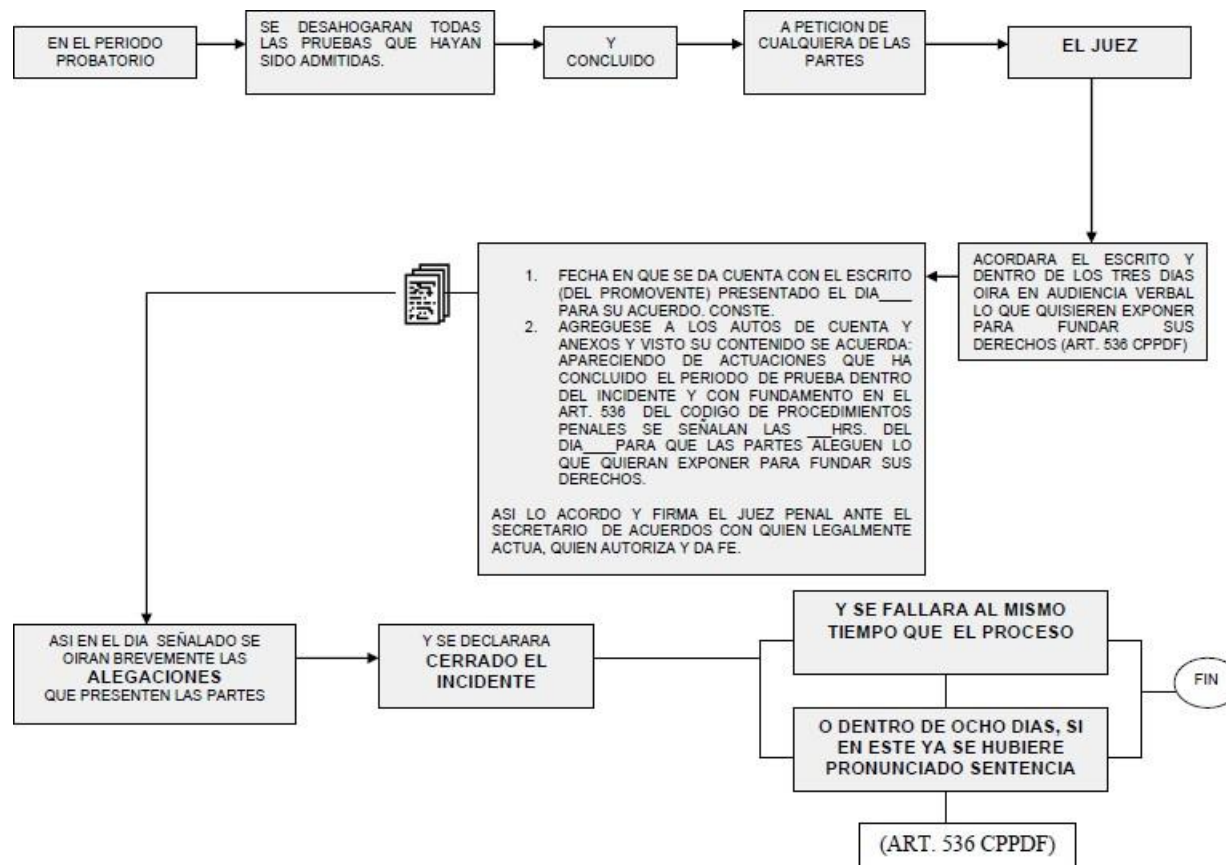 EN EL PERIODO
PROBATORIO
SE DESAHOGARAN TODAS
LAS PRUEBAS QUE HAYAN
SIDO ADMITIDAS.
Y
CONCLUIDO
A PETICION DE
CUALQUIERA DE LAS
PARTES
EL JUEZ
ACORDARA EL ESCRITO Y
DENTRO DE LOS TRES DIAS
OIRA EN AUDIENCIA VERBAL
LO QUE QUISIEREN EXPONER
PARA FUNDAR SUS
DERECHOS (ART. 536 CPPDF)
1. FECHA EN QUE SE DA CUENTA CON EL ESCRITO
(DEL PROMOVENTE) PRESENTADO EL DIA____
PARA SU ACUERDO. CONSTE.
2. AGREGUESE A LOS AUTOS DE CUENTA Y
ANEXOS Y VISTO SU CONTENIDO SE ACUERDA:
APARECIENDO DE ACTUACIONES QUE HA
CONCLUIDO EL PERIODO DE PRUEBA DENTRO
DEL INCIDENTE Y CON FUNDAMENTO EN EL
ART. 536 DEL CODIGO DE PROCEDIMIENTOS
PENALES SE SEÑALAN LAS ___HRS. DEL
DIA____PARA QUE LAS PARTES ALEGUEN LO
QUE QUIERAN EXPONER PARA FUNDAR SUS
DERECHOS.
ASI LO ACORDO Y FIRMA EL JUEZ PENAL ANTE EL
SECRETARIO DE ACUERDOS CON QUIEN LEGALMENTE
ACTUA, QUIEN AUTORIZA Y DA FE.
ASI EN EL DIA SEÑALADO SE
OIRAN BREVEMENTE LAS
ALEGACIONES
QUE PRESENTEN LAS PARTES
Y SE DECLARARA
CERRADO EL
INCIDENTE
Y SE FALLARA AL MISMO
TIEMPO QUE EL PROCESO
O DENTRO DE OCHO DIAS, SI
EN ESTE YA SE HUBIERE
PRONUNCIADO SENTENCIA
FIN
(ART. 536 CPPDF)